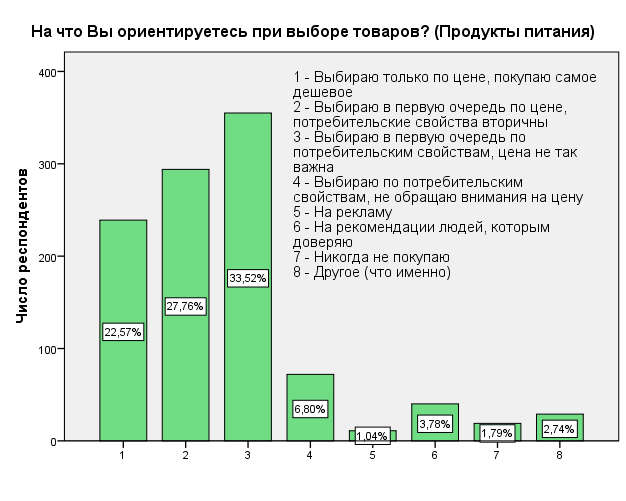 На что Вы ориентируетесь при выборе товаров? (Продукты питания)
Число респондентов
400
300
200
100
0
1 - Выбираю только по цене, покупаю самое
дешевое
2 - Выбираю в первую очередь по цене,
потребительские свойства вторичны
3 - Выбираю в первую очередь по
потребительским свойствам, цена не так
важна
4 - Выбираю по потребительским
свойствам, не обращаю внимания на цену
5 - На рекламу
6 - На рекомендации людей, которым
доверяю
7 - Никогда не покупаю
8 - Другое (что именно)
22,57%
27,76%
33,52%
6,80%
1,04%
3,78%
1,79%
2,74%
1 2 3 4 5 6 7 8